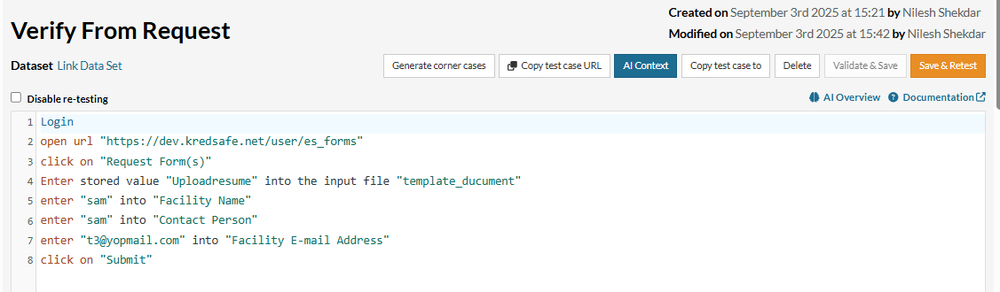 Created on September 3rd 2025 at 15:21 by Nilesh Shekdar
Verify From Request
Modified on September 3rd 2025 at 15:42 by Nilesh Shekdar
Dataset Link Data Set
Generate corner cases Copy test case URL AI Context Copy test case to Delete Validate & Save Save & Retest
Disable re-testing AI Overview Documentation
1 Login
2 open url "https://dev.kredsafe.net/user/es_forms"
3 click on "Request Form(s)"
4 Enter stored value "Uploadresume" into the input file "template_ducument"
5 enter "sam" into "Facility Name"
6 enter "sam" into "Contact Person"
7 enter "t3@yopmail.com" into "Facility E-mail Address"
8 click on "Submit"